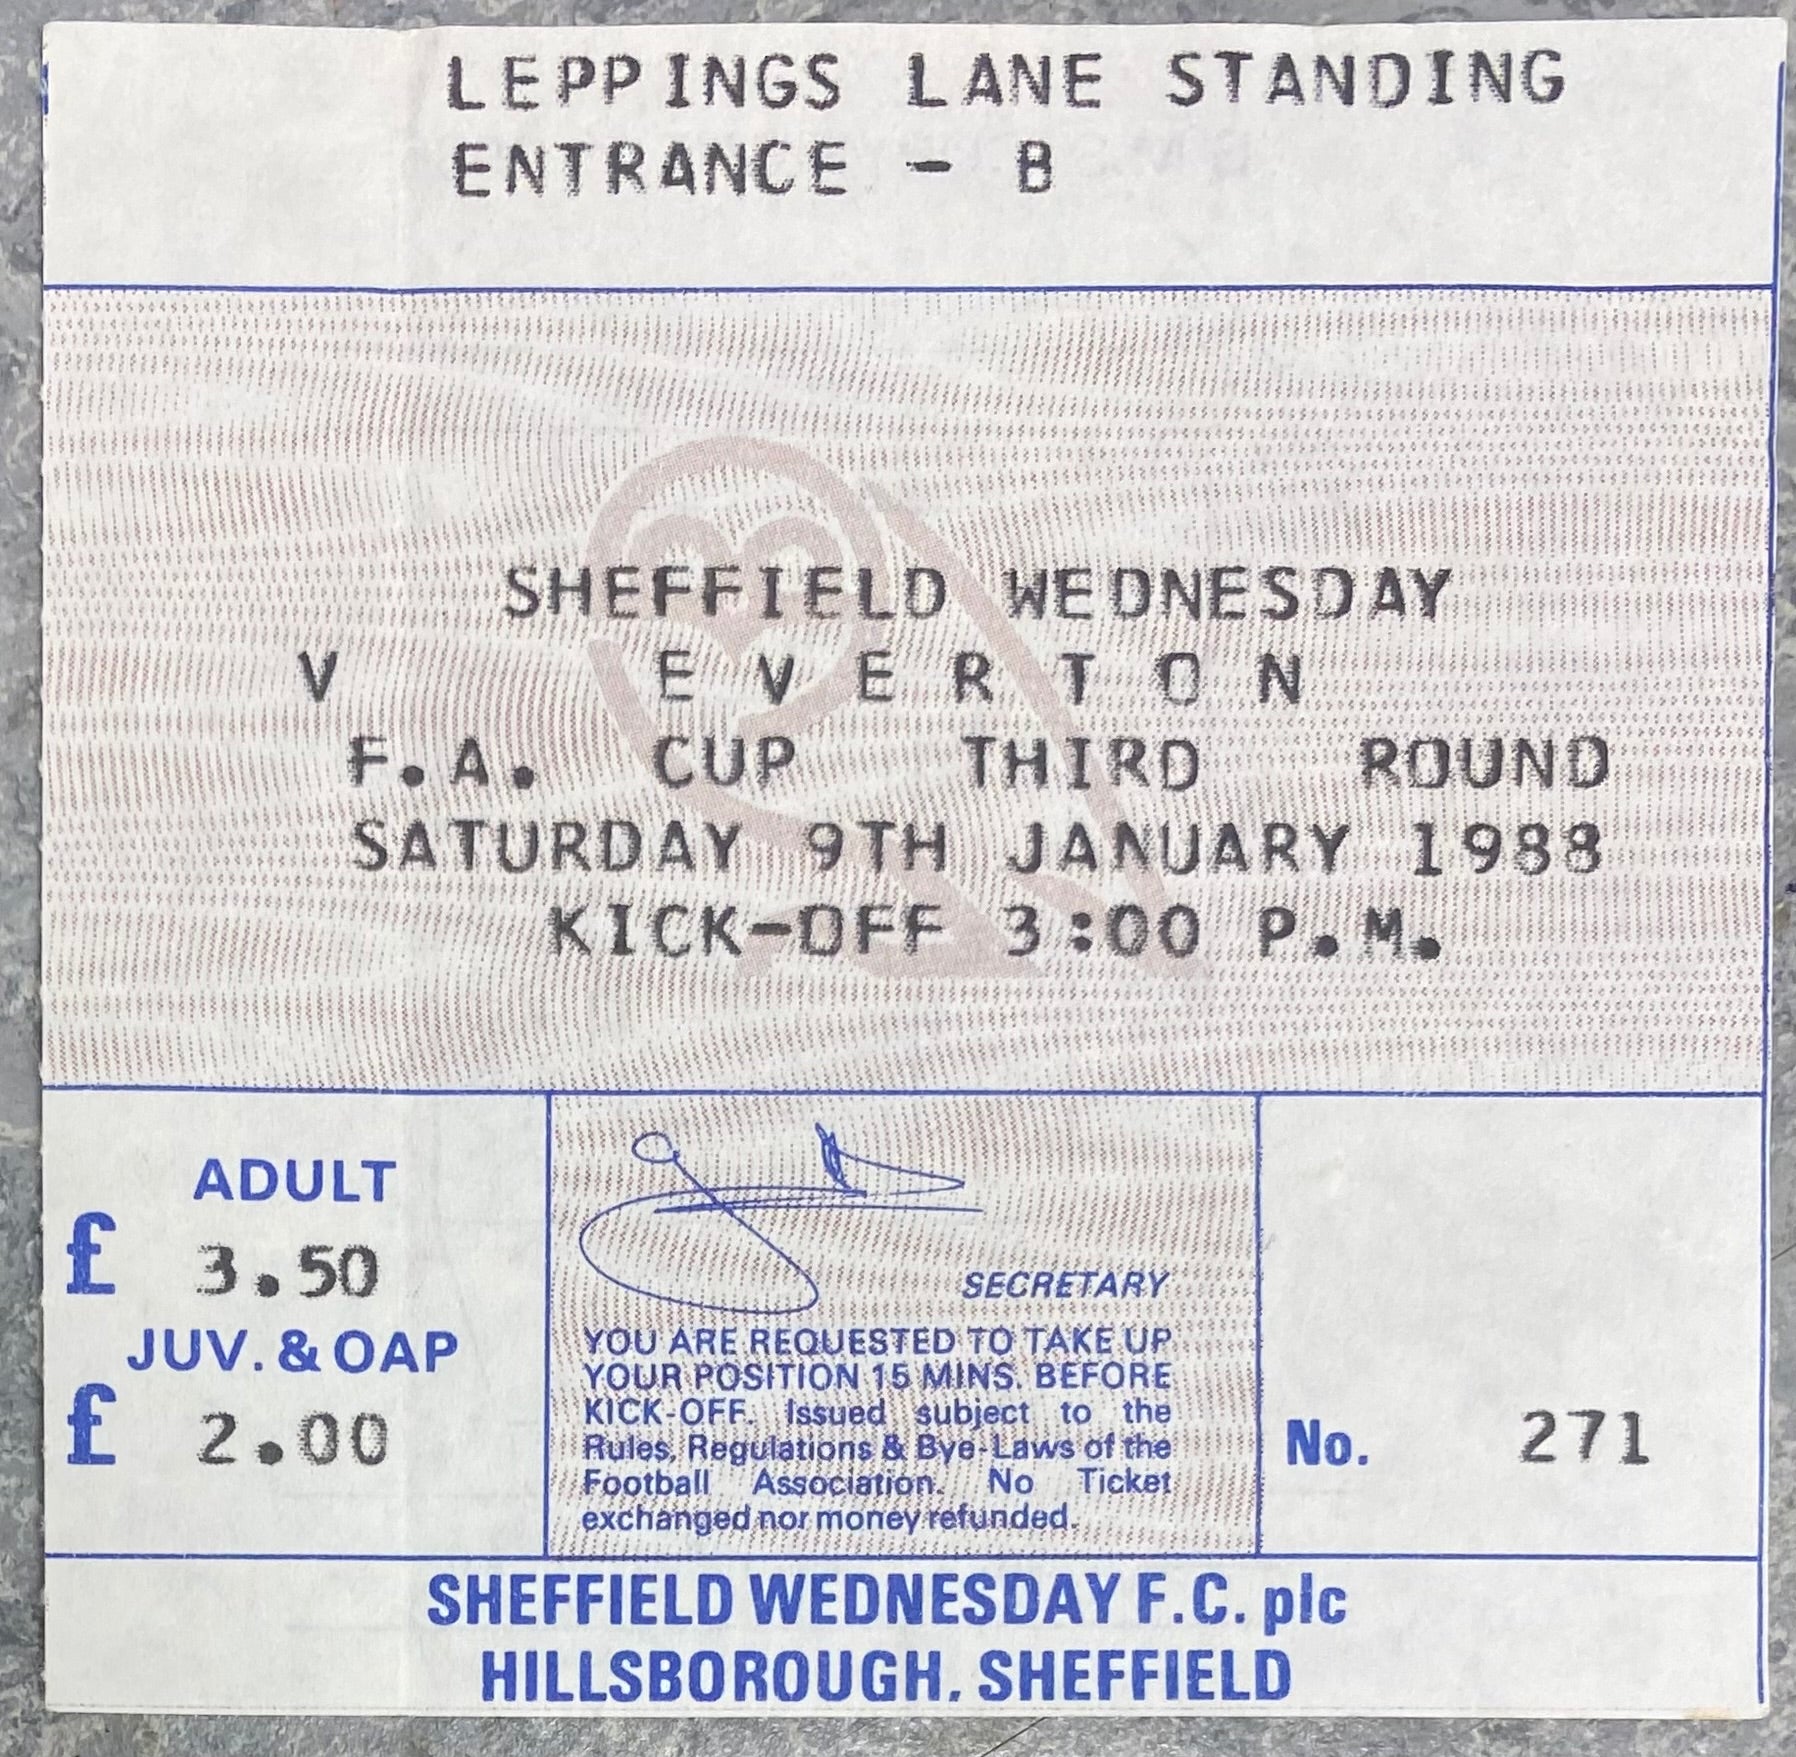 LEPPINGS LANE STANDING
ENTRANCE - B
SHEFFIELD WEDNESDAY
V E V E R T O N
F.A. CUP THIRD ROUND
SATURDAY 9TH JANUARY 1988
KICK-OFF 3:00 P.M.
ADULT
£ 3.50
JUV. & OAP
£ 2.00
SECRETARY
YOU ARE REQUESTED TO TAKE UP
YOUR POSITION 15 MINS. BEFORE
KICK-OFF. Issued subject to the
Rules, Regulations & Bye-Laws of the
Football Association. No Ticket
exchanged nor money refunded.
No. 271
SHEFFIELD WEDNESDAY F.C. plc
HILLSBOROUGH, SHEFFIELD